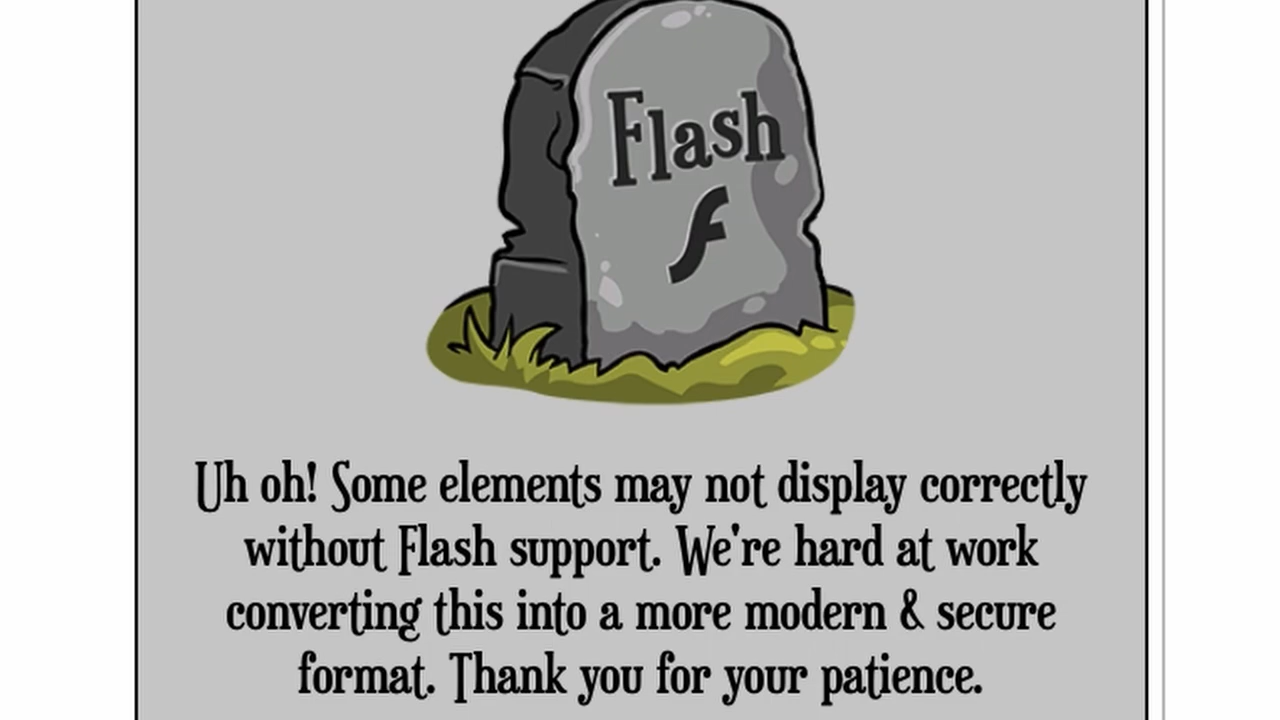 Flash
f
Uh oh! Some elements may not display correctly
without Flash support. We're hard at work
converting this into a more modern & secure
format. Thank you for your patience.